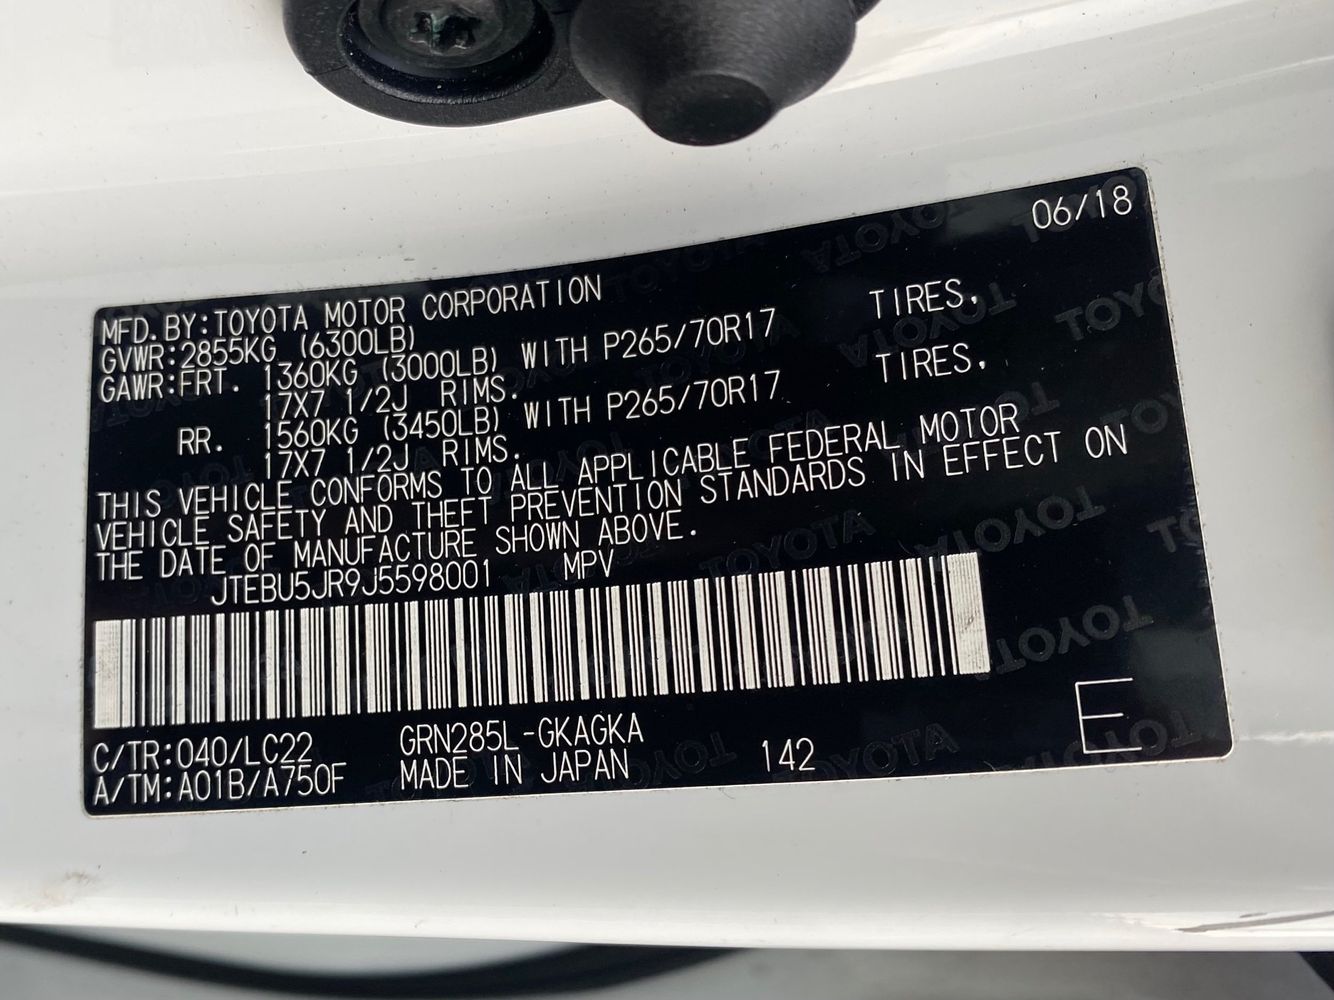 06/18
MFD. BY:TOYOTA MOTOR CORPORATION
GVWR:2855KG (6300LB)
GAWR:FRT. 1360KG (3000LB) WITH P265/70R17 TIRES,
17X7 1/2J RIMS.
RR. 1560KG (3450LB) WITH P265/70R17 TIRES,
17X7 1/2J RIMS.
THIS VEHICLE CONFORMS TO ALL APPLICABLE FEDERAL MOTOR
VEHICLE SAFETY AND THEFT PREVENTION STANDARDS IN EFFECT ON
THE DATE OF MANUFACTURE SHOWN ABOVE.
JTEBU5JR9J5598001 MPV
C/TR:040/LC22 GRN285L-GKAGKA
A/TM:A01B/A750F MADE IN JAPAN 142 E